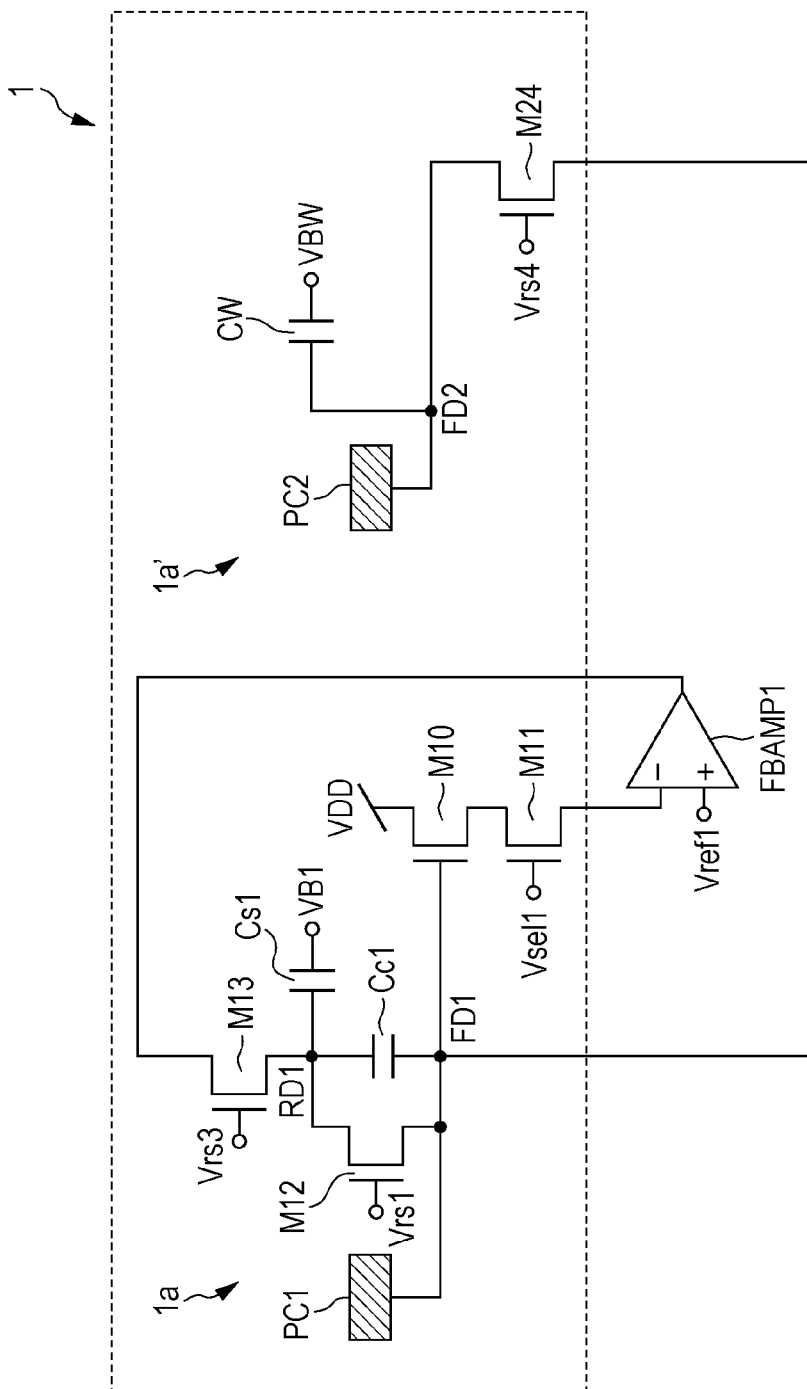 1
1a
PC1
Vrs3
M13
RD1
M12
Vrs1
Cs1
VB1
Cc1
FD1
VDD
M10
M11
Vsel1
Vref1
−
+
FBAMP1
1a'
PC2
CW
VBW
FD2
Vrs4
M24